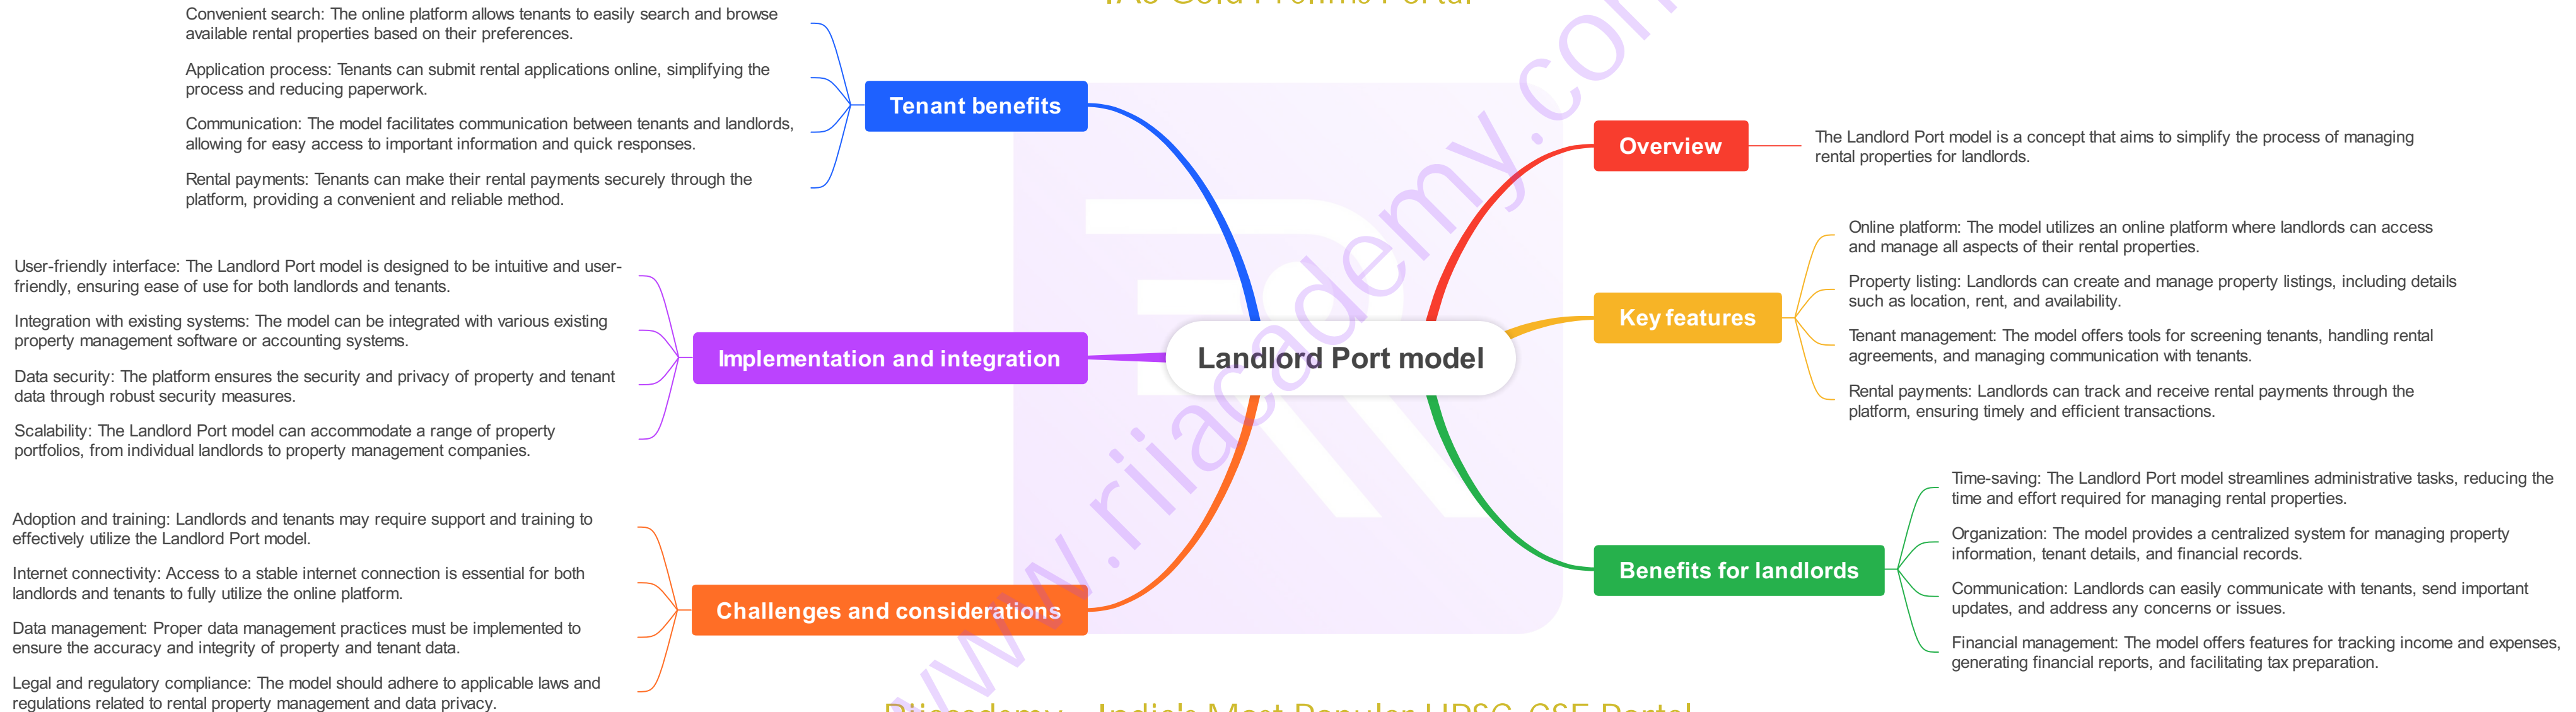 IAS Gold Prelims Portal
Convenient search: The online platform allows tenants to easily search and browse
available rental properties based on their preferences.
Application process: Tenants can submit rental applications online, simplifying the
process and reducing paperwork.
Communication: The model facilitates communication between tenants and landlords,
allowing for easy access to important information and quick responses.
Rental payments: Tenants can make their rental payments securely through the
platform, providing a convenient and reliable method.
Tenant benefits
User-friendly interface: The Landlord Port model is designed to be intuitive and user-
friendly, ensuring ease of use for both landlords and tenants.
Integration with existing systems: The model can be integrated with various existing
property management software or accounting systems.
Data security: The platform ensures the security and privacy of property and tenant
data through robust security measures.
Scalability: The Landlord Port model can accommodate a range of property
portfolios, from individual landlords to property management companies.
Implementation and integration
Adoption and training: Landlords and tenants may require support and training to
effectively utilize the Landlord Port model.
Internet connectivity: Access to a stable internet connection is essential for both
landlords and tenants to fully utilize the online platform.
Data management: Proper data management practices must be implemented to
ensure the accuracy and integrity of property and tenant data.
Legal and regulatory compliance: The model should adhere to applicable laws and
regulations related to rental property management and data privacy.
Challenges and considerations
Landlord Port model
www.riiacademy.com
Overview
The Landlord Port model is a concept that aims to simplify the process of managing
rental properties for landlords.
Key features
Online platform: The model utilizes an online platform where landlords can access
and manage all aspects of their rental properties.
Property listing: Landlords can create and manage property listings, including details
such as location, rent, and availability.
Tenant management: The model offers tools for screening tenants, handling rental
agreements, and managing communication with tenants.
Rental payments: Landlords can track and receive rental payments through the
platform, ensuring timely and efficient transactions.
Benefits for landlords
Time-saving: The Landlord Port model streamlines administrative tasks, reducing the
time and effort required for managing rental properties.
Organization: The model provides a centralized system for managing property
information, tenant details, and financial records.
Communication: Landlords can easily communicate with tenants, send important
updates, and address any concerns or issues.
Financial management: The model offers features for tracking income and expenses,
generating financial reports, and facilitating tax preparation.
Riiacademy - India's Most Popular UPSC-CSE Portal